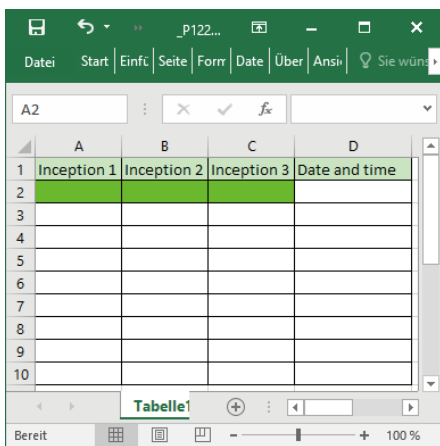 _P122...
Datei Start Einfü Seite Forn Date Über Ansi Sie wüns
A2 fx
A B C D
1 Inception 1 Inception 2 Inception 3 Date and time
2
3
4
5
6
7
8
9
10
Tabelle1
Bereit 100 %